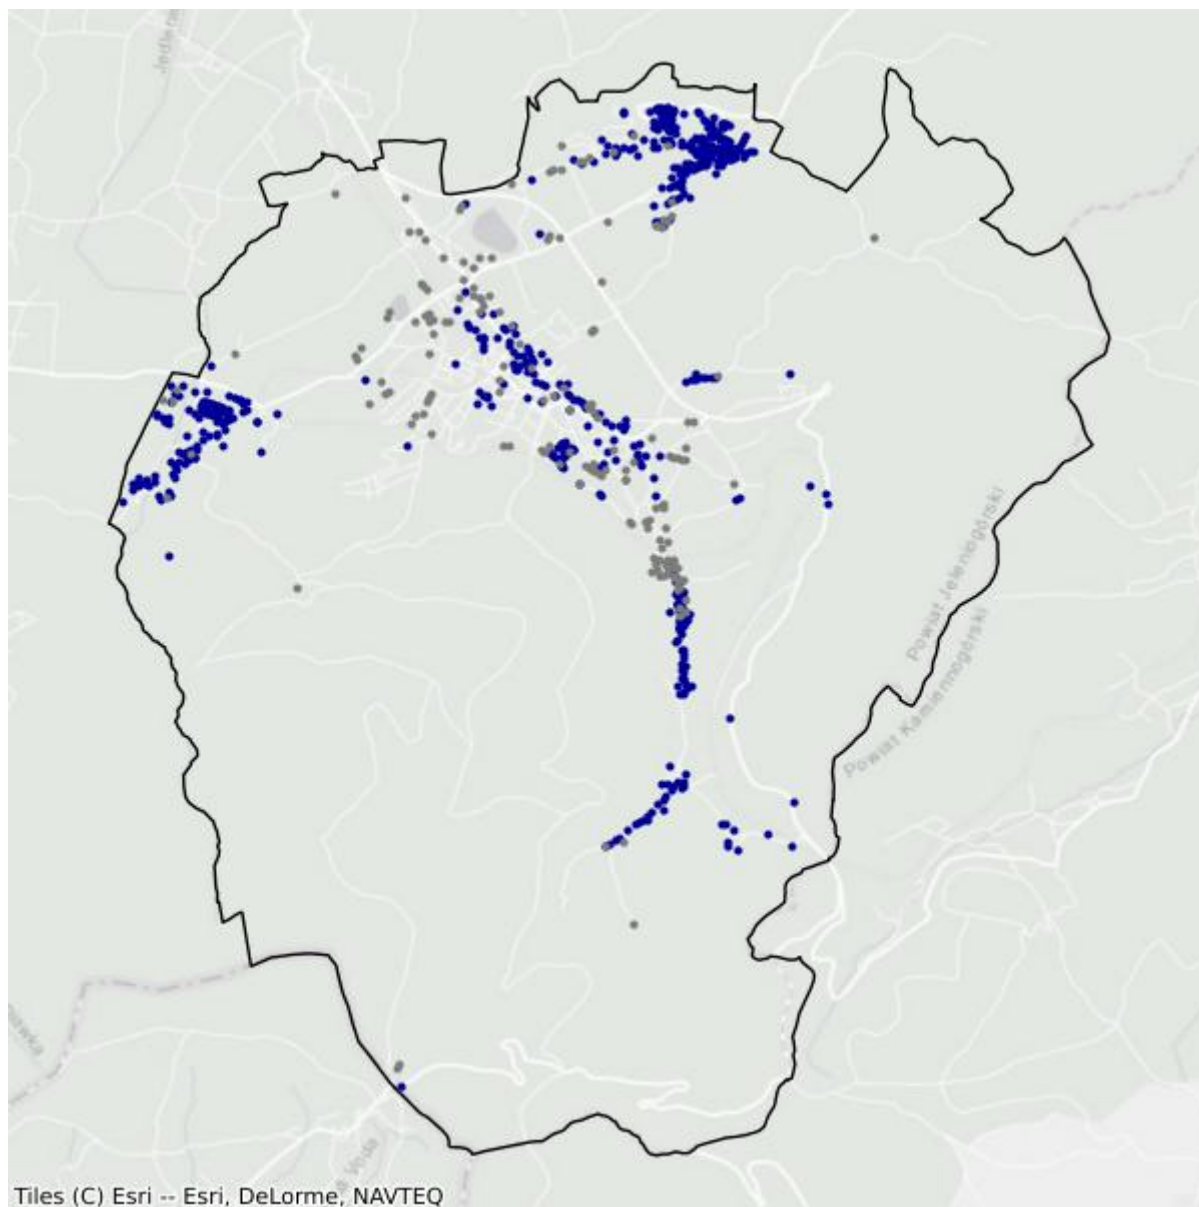 Powiat Jeleniogórski
Powiat Kamiennogórski
Tiles (C) Esri -- Esri, DeLorme, NAVTEQ